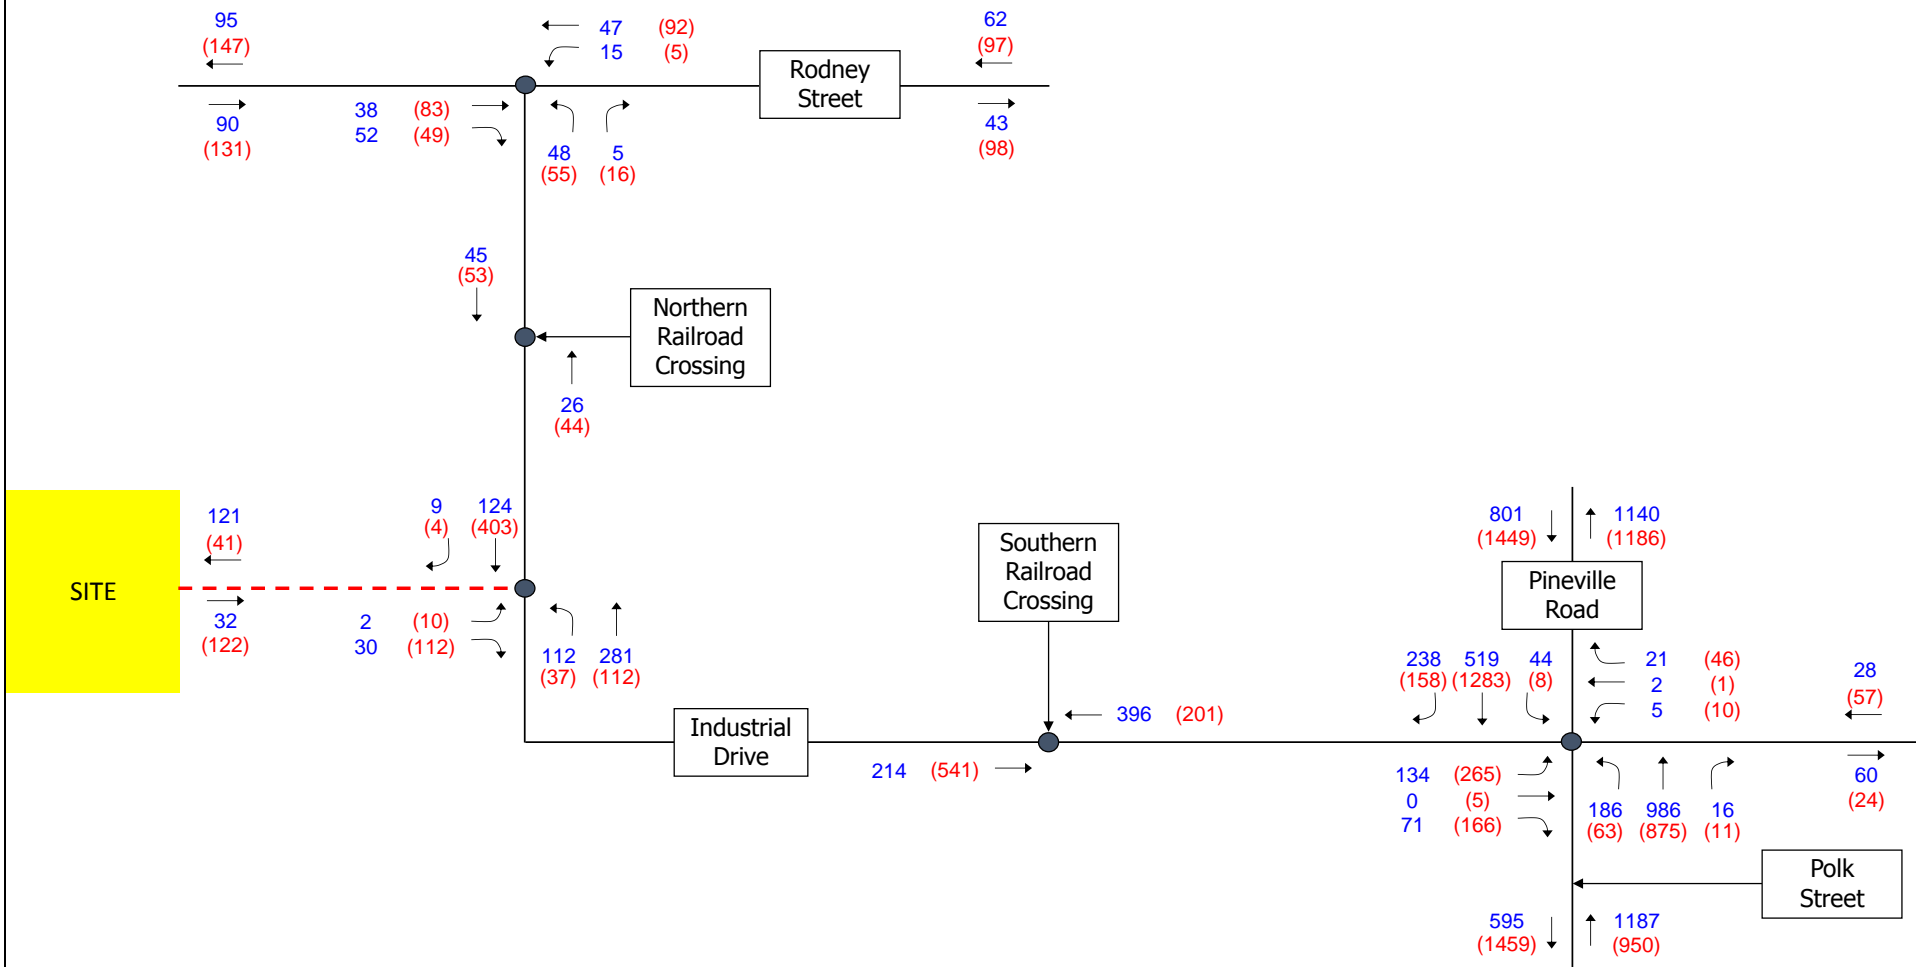 95
(147)
47 (92)
15 (5)
62
(97)
Rodney
Street
90
(131)
38 (83)
52 (49)
48 5
(55) (16)
43
(98)
45
(53)
Northern
Railroad
Crossing
26
(44)
121
(41)
9 124
(4) (403)
SITE
32
(122)
2 (10)
30 (112)
112 281
(37) (112)
Southern
Railroad
Crossing
801 1140
(1449) (1186)
Pineville
Road
238 519 44
(158) (1283) (8)
21 (46)
2 (1)
5 (10)
28
(57)
396 (201)
Industrial
Drive
214 (541)
134 (265)
0 (5)
71 (166)
186 986 16
(63) (875) (11)
60
(24)
Polk
Street
595 1187
(1459) (950)